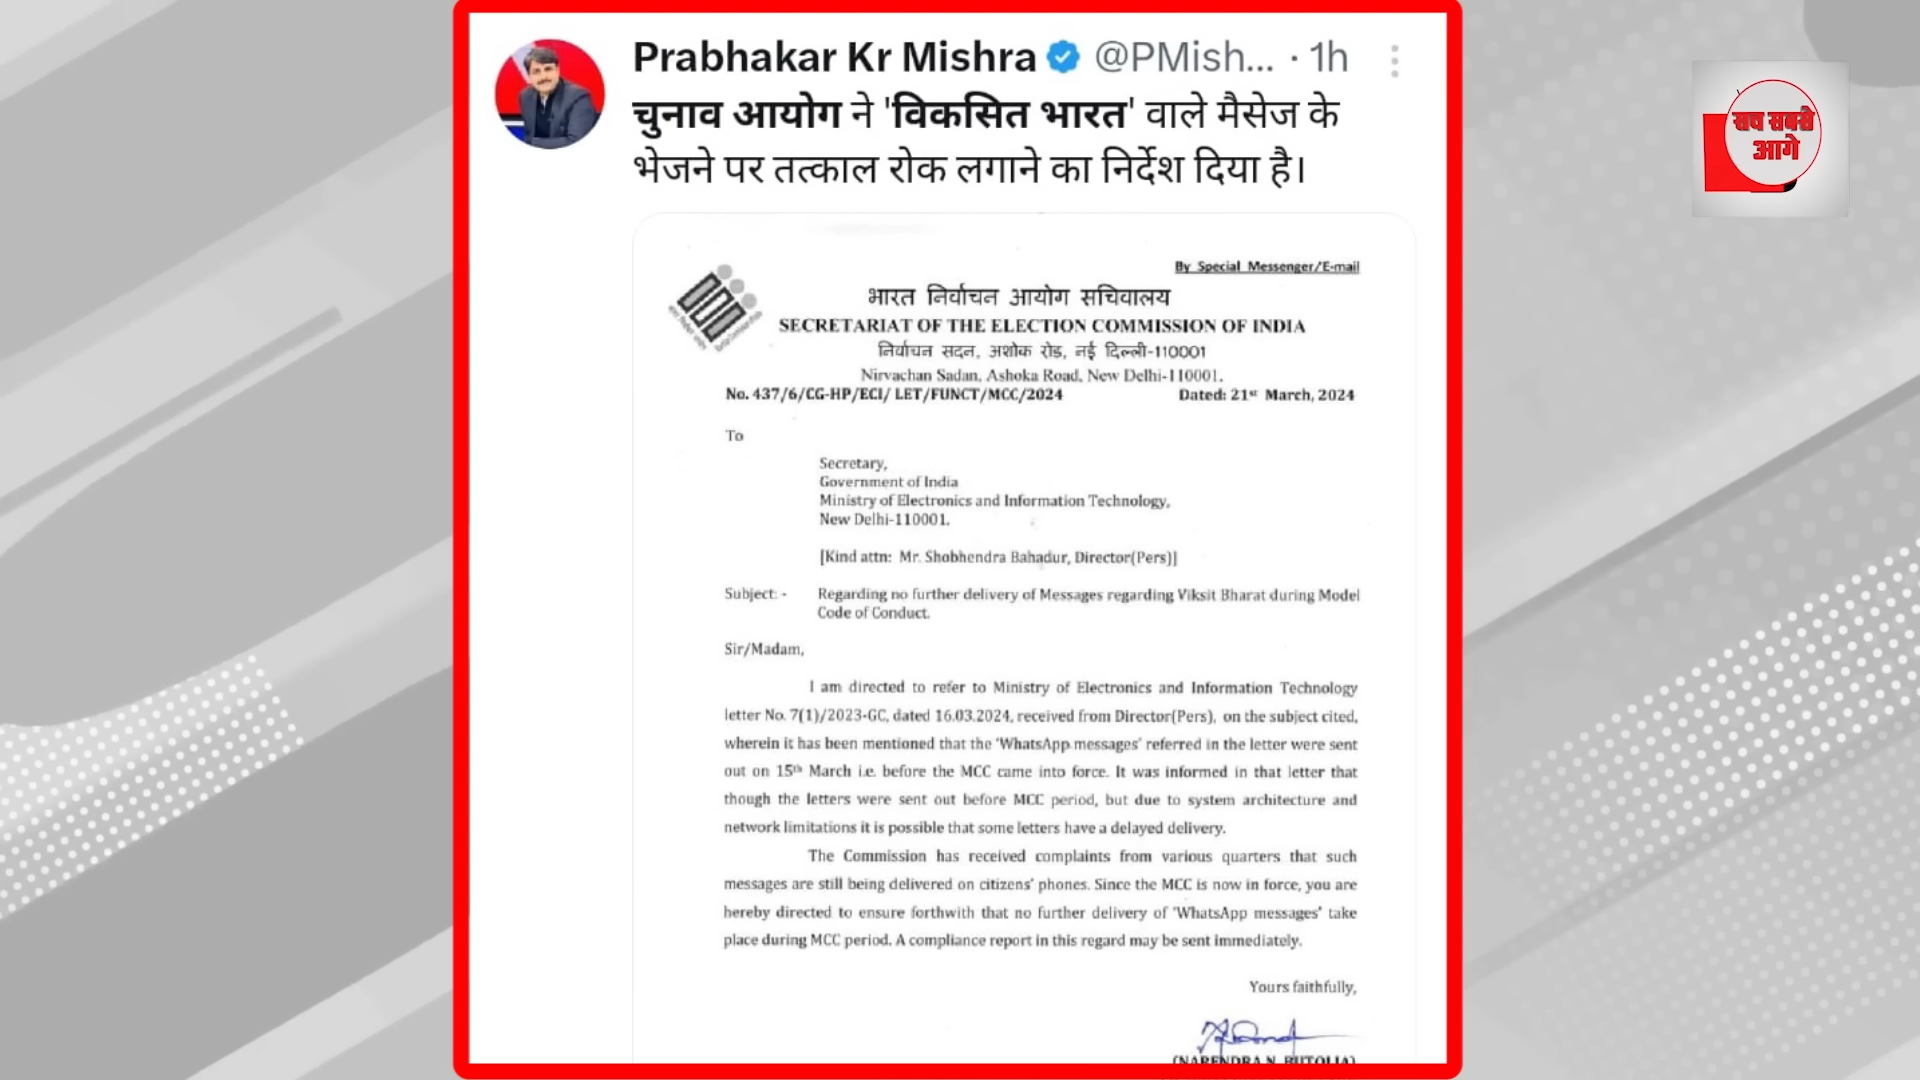 Prabhakar Kr Mishra @PMish... · 1h
चुनाव आयोग ने 'विकसित भारत' वाले मैसेज के
भेजने पर तत्काल रोक लगाने का निर्देश दिया है।
सच सबसे
आगे
By Special Messenger/E-mail
भारत निर्वाचन आयोग सचिवालय
SECRETARIAT OF THE ELECTION COMMISSION OF INDIA
निर्वाचन सदन, अशोक रोड, नई दिल्ली-110001
Nirvachan Sadan, Ashoka Road, New Delhi-110001.
No. 437/6/CG-HP/ECI/ LET/FUNCT/MCC/2024 Dated: 21st March, 2024
To
Secretary,
Government of India
Ministry of Electronics and Information Technology,
New Delhi-110001.
[Kind attn: Mr. Shobhendra Bahadur, Director(Pers)]
Subject: - Regarding no further delivery of Messages regarding Viksit Bharat during Model
Code of Conduct.
Sir/Madam,
I am directed to refer to Ministry of Electronics and Information Technology
letter No. 7(1)/2023-GC, dated 16.03.2024, received from Director(Pers), on the subject cited,
wherein it has been mentioned that the 'WhatsApp messages' referred in the letter were sent
out on 15th March i.e. before the MCC came into force. It was informed in that letter that
though the letters were sent out before MCC period, but due to system architecture and
network limitations it is possible that some letters have a delayed delivery.
The Commission has received complaints from various quarters that such
messages are still being delivered on citizens' phones. Since the MCC is now in force, you are
hereby directed to ensure forthwith that no further delivery of 'WhatsApp messages' take
place during MCC period. A compliance report in this regard may be sent immediately.
Yours faithfully,
(NARENDRA N. BUTOLIA)